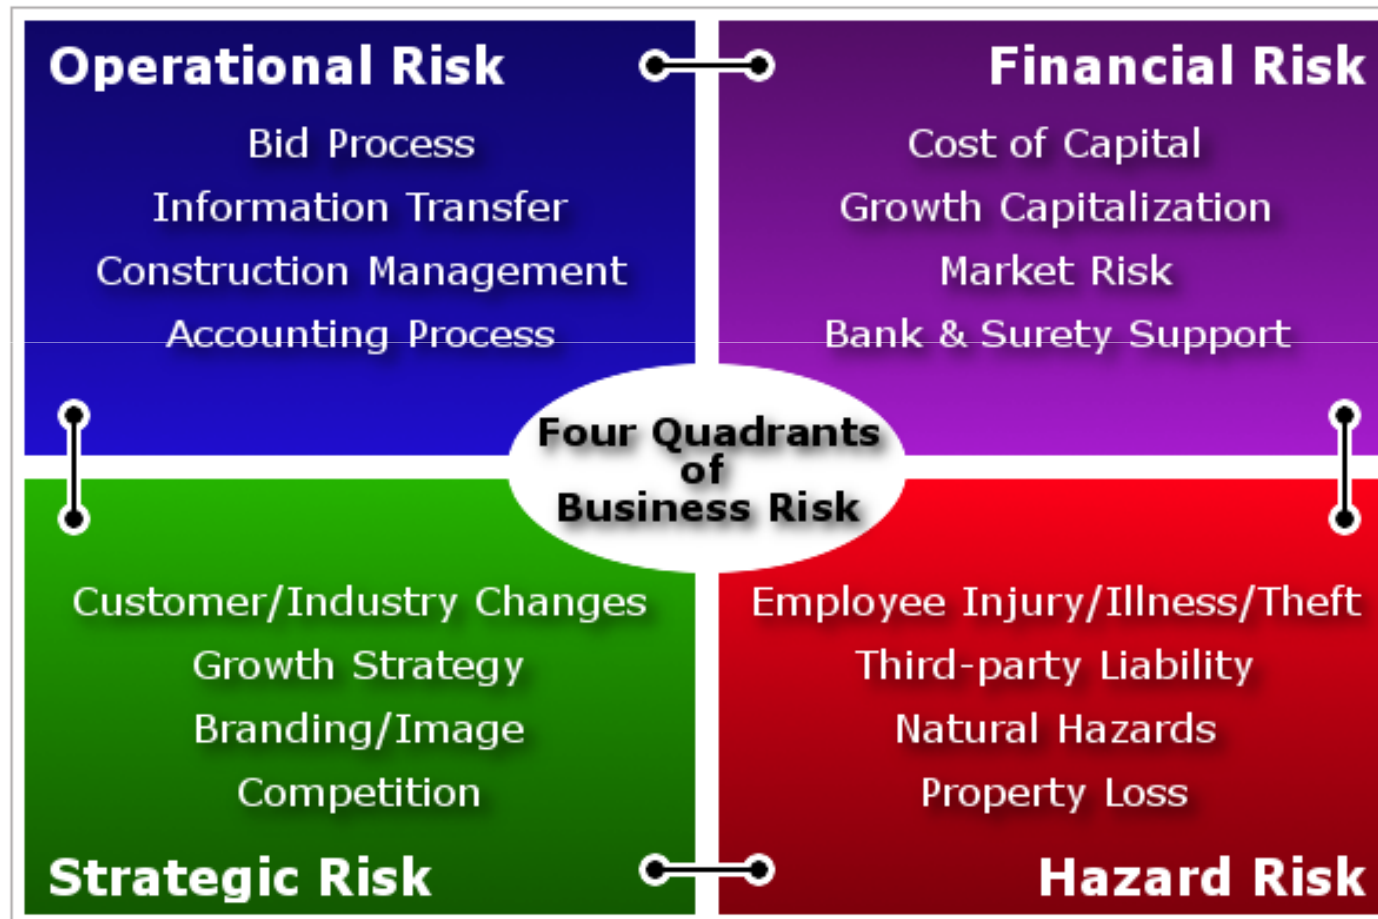 Operational Risk
Bid Process
Information Transfer
Construction Management
Accounting Process
Financial Risk
Cost of Capital
Growth Capitalization
Market Risk
Bank & Surety Support
Four Quadrants
of
Business Risk
Customer/Industry Changes
Growth Strategy
Branding/Image
Competition
Strategic Risk
Employee Injury/Illness/Theft
Third-party Liability
Natural Hazards
Property Loss
Hazard Risk